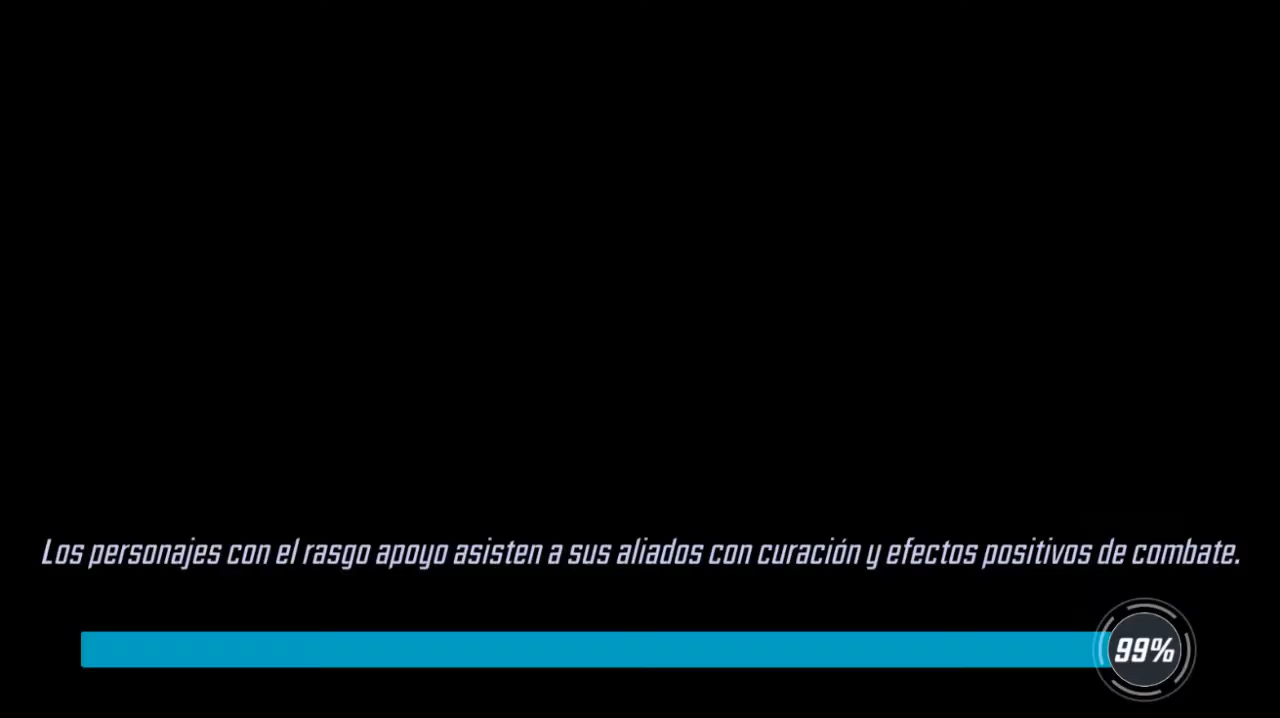 Los personajes con el rasgo apoyo asisten a sus aliados con curación y efectos positivos de combate.
99%